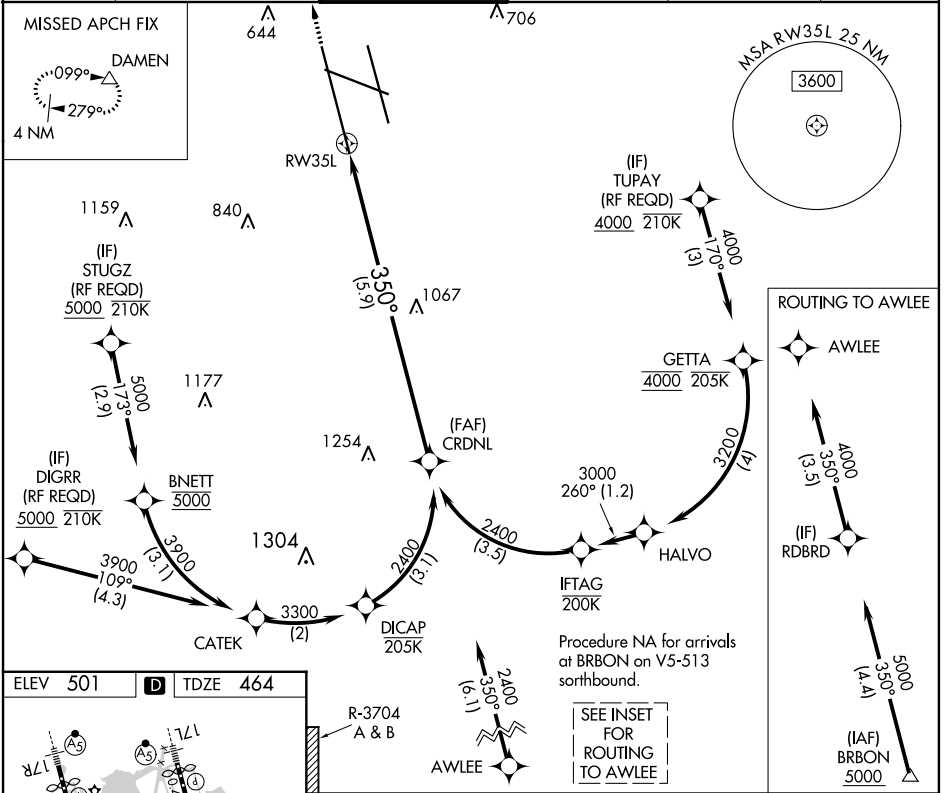 MISSED APCH FIX
DAMEN
099°
279°
4 NM
644
706
MSA RW35L 25 NM
3600
RW35L
1159
840
(IF)
TUPAY
(RF REQD)
4000 210K
4000
170°
(3)
(IF)
STUGZ
(RF REQD)
5000 210K
5000
173°
(2.9)
1177
350°
(5.9)
1067
GETTA
4000 205K
3200
(4)
ROUTING TO AWLEE
AWLEE
4000
350°
(3.5)
(IF)
RDBRD
5000
350°
(4.4)
(IAF)
BRBON
5000
(IF)
DIGRR
(RF REQD)
5000 210K
BNETT
5000
3900
(3.1)
3900
109°
(4.3)
1254
(FAF)
CRDNL
1304
2400
(3.1)
3300
(2)
CATEK
DICAP
205K
2400
(3.5)
3000
260° (1.2)
HALVO
IFTAG
200K
Procedure NA for arrivals
at BRBON on V5-513
sorthbound.
2400
350°
(6.1)
AWLEE
SEE INSET
FOR
ROUTING
TO AWLEE
R-3704
A & B
ELEV 501
D
TDZE 464
A5
17R
A5
17L